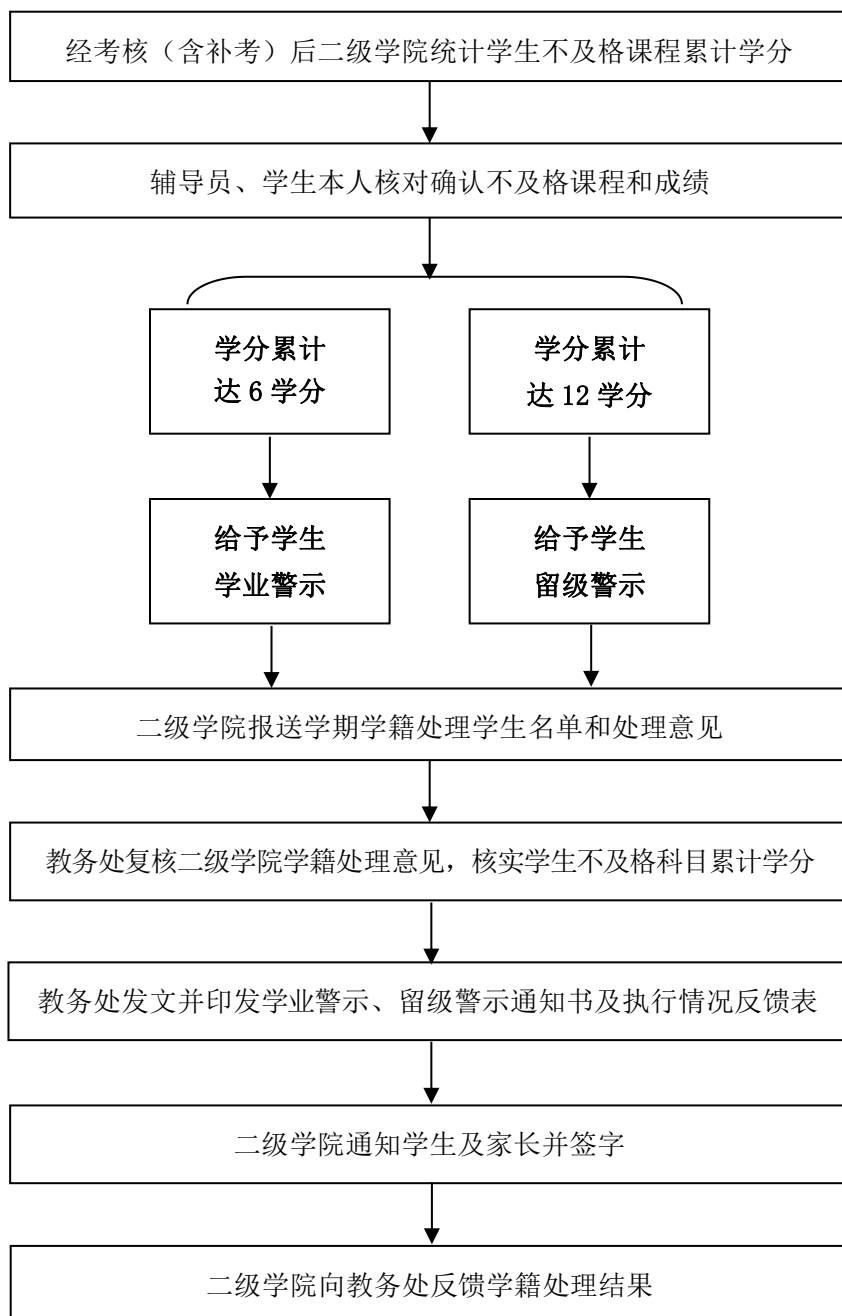 经考核（含补考）后二级学院统计学生不及格课程累计学分
辅导员、学生本人核对确认不及格课程和成绩
学分累计
达 6 学分
学分累计
达 12 学分
给予学生
学业警示
给予学生
留级警示
二级学院报送学期学籍处理学生名单和处理意见
教务处复核二级学院学籍处理意见，核实学生不及格科目累计学分
教务处发文并印发学业警示、留级警示通知书及执行情况反馈表
二级学院通知学生及家长并签字
二级学院向教务处反馈学籍处理结果